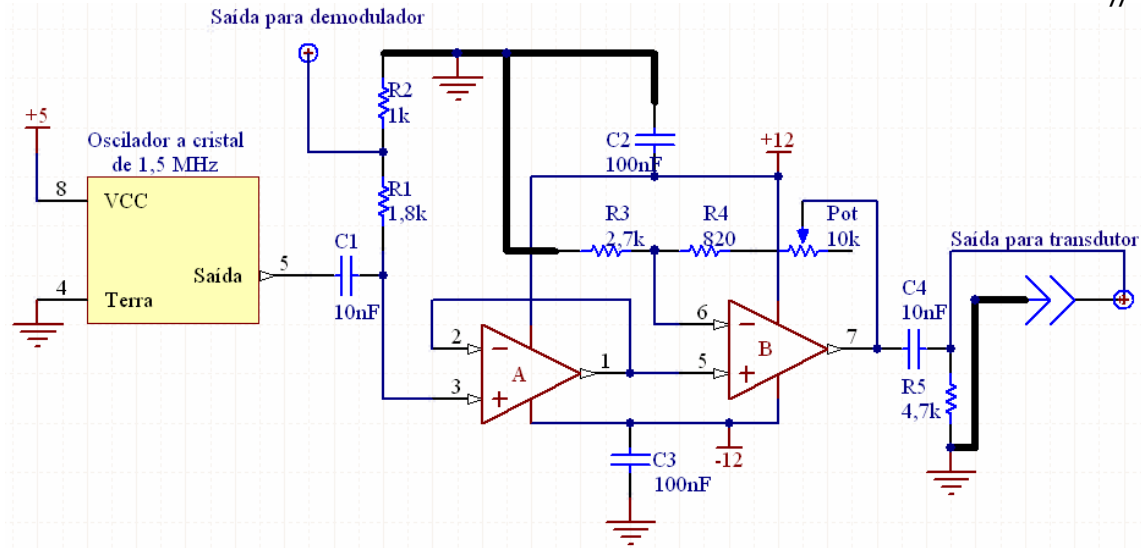 //
Saída para demodulador
R2
1k
+5
Oscilador a cristal
de 1,5 MHz
C2
100nF
+12
8
VCC
R1
1,8k
R3
2,7k
R4
820
Pot
10k
Saída para transdutor
C1
10nF
Saída
5
4
Terra
6
C4
10nF
2
1
A
B
7
3
5
R5
4,7k
C3
100nF
-12